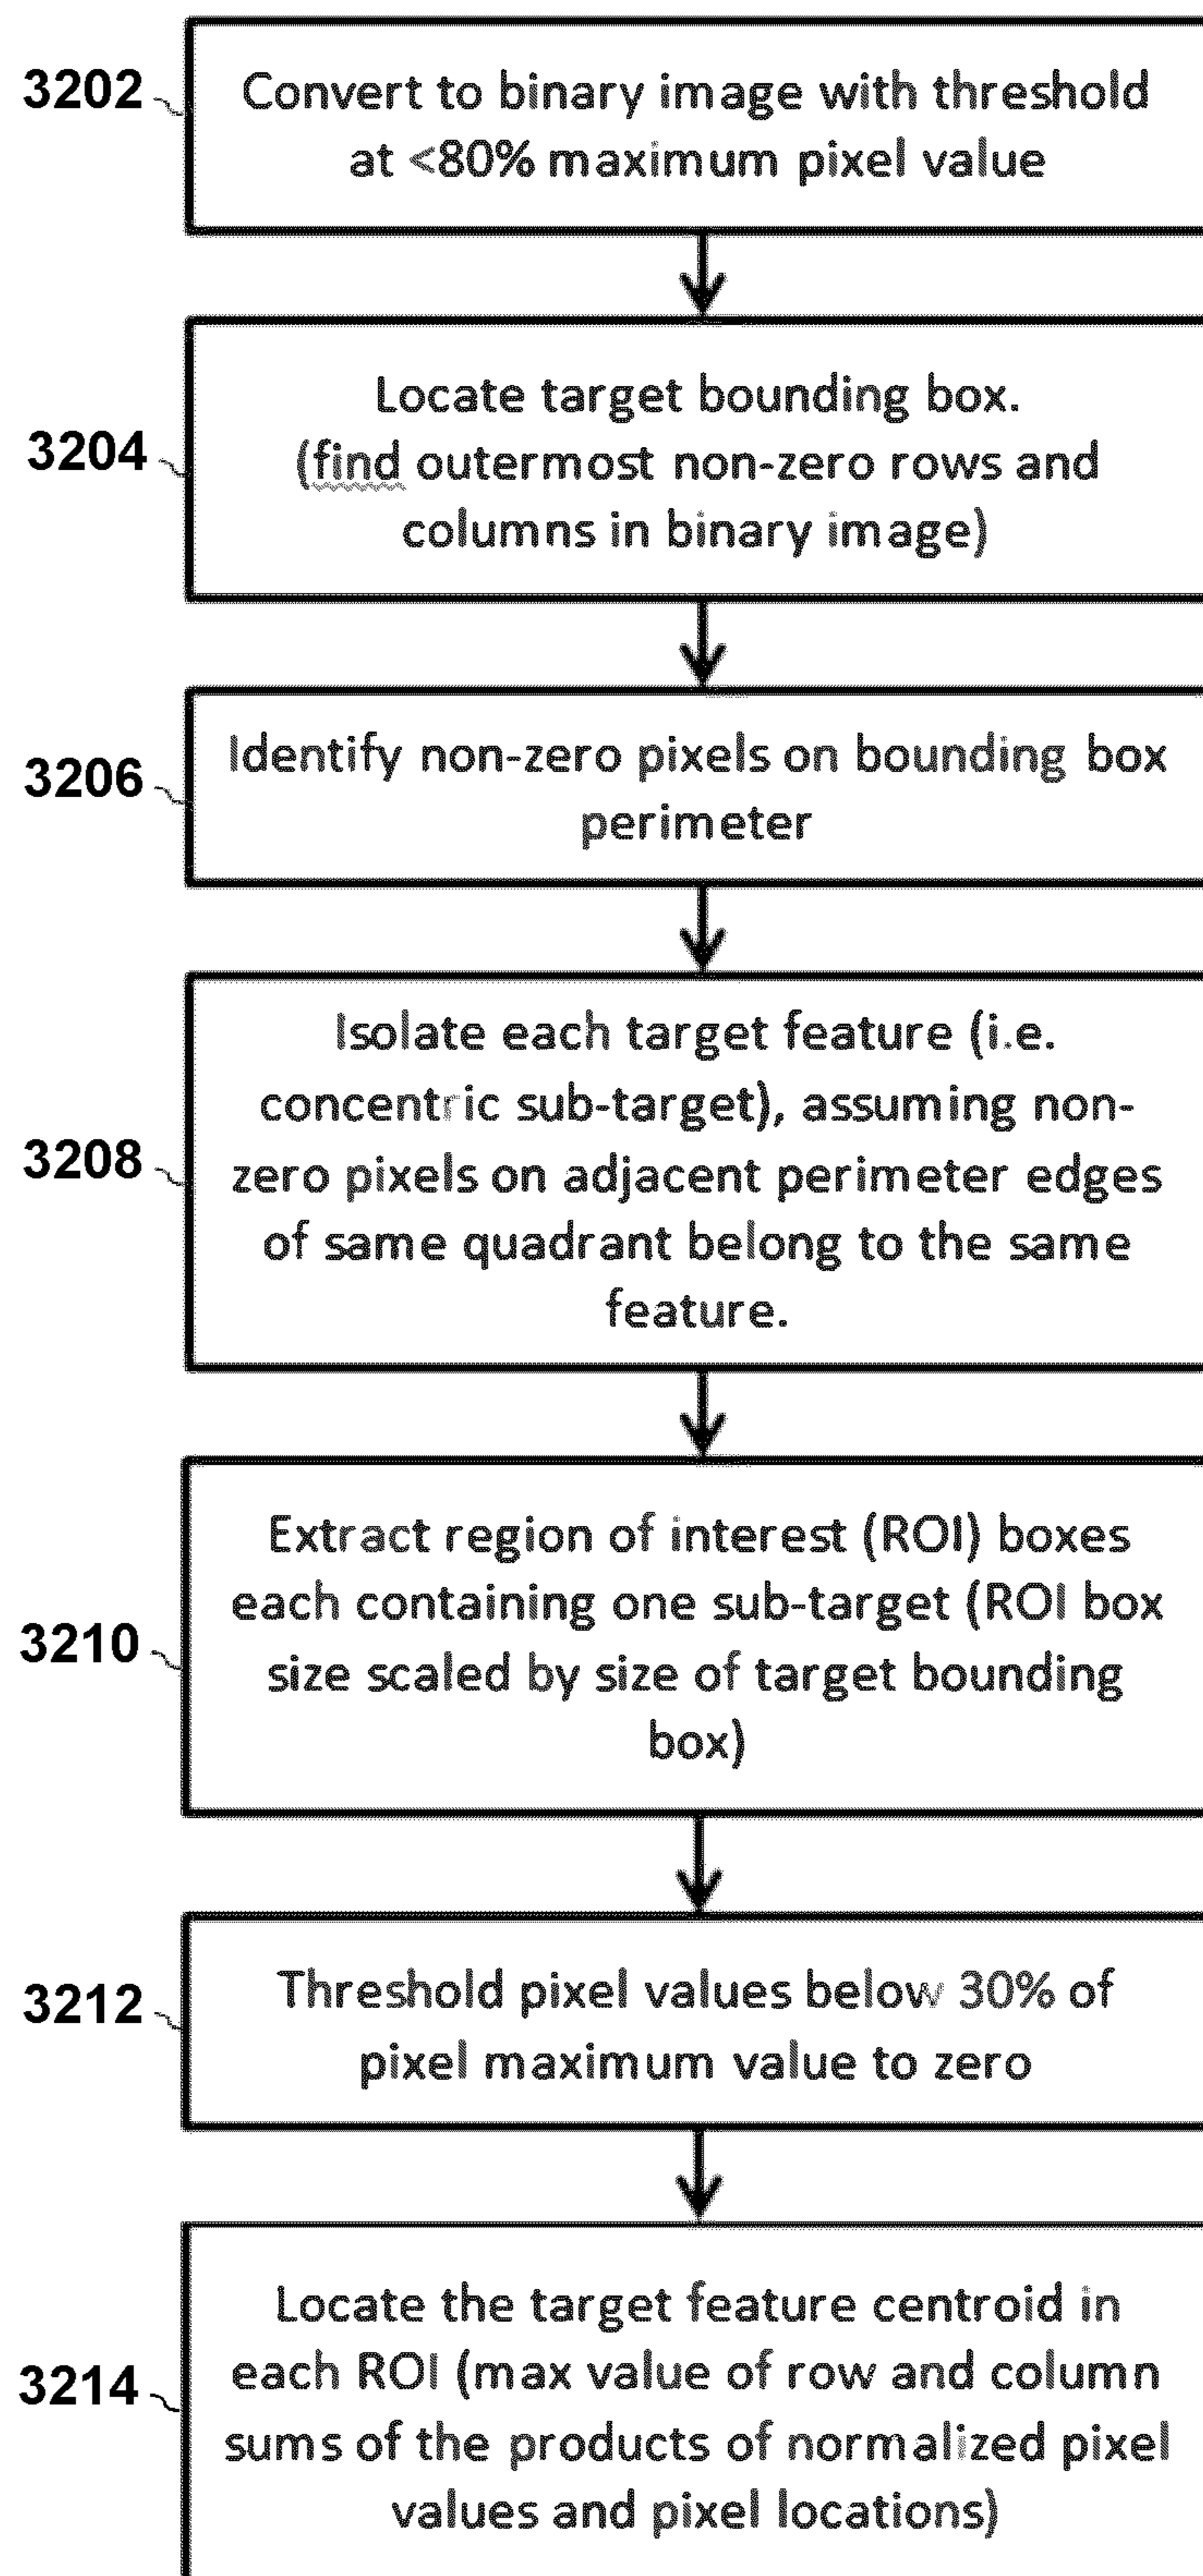 3202
Convert to binary image with threshold
at <80% maximum pixel value
3204
Locate target bounding box.
(find outermost non-zero rows and
columns in binary image)
3206
Identify non-zero pixels on bounding box
perimeter
3208
Isolate each target feature (i.e.
concentric sub-target), assuming non-
zero pixels on adjacent perimeter edges
of same quadrant belong to the same
feature.
3210
Extract region of interest (ROI) boxes
each containing one sub-target (ROI box
size scaled by size of target bounding
box)
3212
Threshold pixel values below 30% of
pixel maximum value to zero
3214
Locate the target feature centroid in
each ROI (max value of row and column
sums of the products of normalized pixel
values and pixel locations)